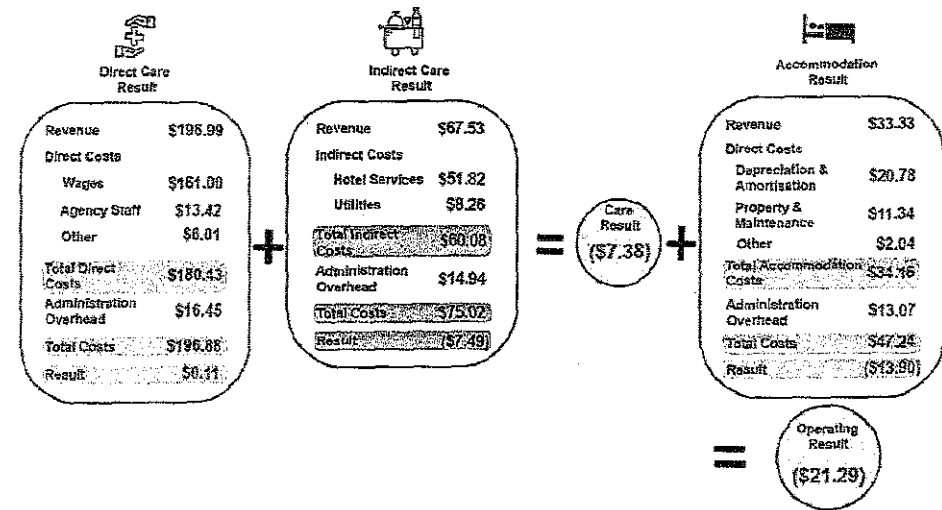 Direct Care
Result
Revenue $196.99
Direct Costs
Wages $161.00
Agency Staff $13.42
Other $6.01
Total Direct
Costs $180.43
Administration
Overhead $16.45
Total Costs $196.88
Result $0.11
+
Indirect Care
Result
Revenue $67.53
Indirect Costs
Hotel Services $51.82
Utilities $8.26
Total Indirect
Costs $60.08
Administration
Overhead $14.94
Total Costs $75.02
Result ($7.49)
=
Care
Result
($7.38)
+
Accommodation
Result
Revenue $33.33
Direct Costs
Depreciation &
Amortisation $20.78
Property &
Maintenance $11.34
Other $2.04
Total Accommodation
Costs $34.16
Administration
Overhead $13.07
Total Costs $47.24
Result ($13.90)
=
Operating
Result
($21.29)